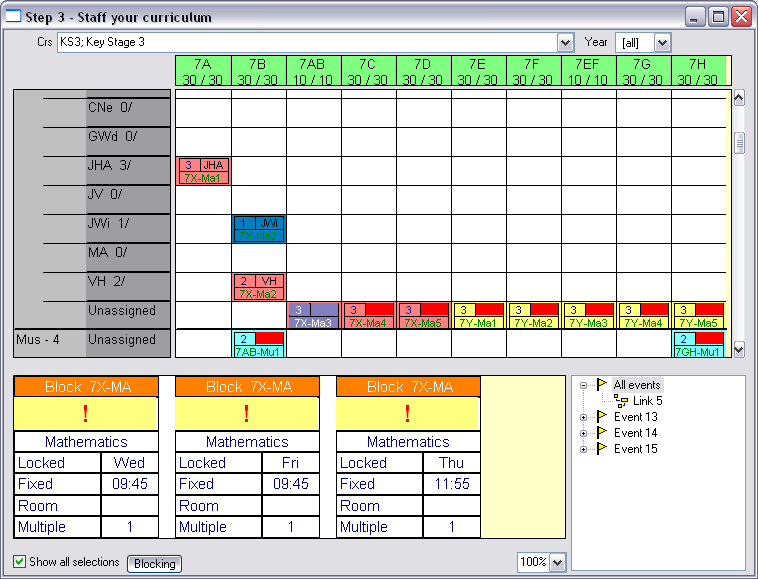 Step 3 - Staff your curriculum
Crs KS3; Key Stage 3 Year [all]
7A 7B 7AB 7C 7D 7E 7F 7EF 7G 7H
30 / 30 30 / 30 10 / 10 30 / 30 30 / 30 30 / 30 30 / 30 10 / 10 30 / 30 30 / 30
CNe 0/
GWd 0/
JHA 3/ 3 JHA
7X-Ma1
JV 0/
JWi 1/ 1 JWi
7X-Ma2
MA 0/
VH 2/ 2 VH
7X-Ma2
Unassigned 3 3 3 3 3 3 3 3
7X-Ma3 7X-Ma4 7X-Ma5 7Y-Ma1 7Y-Ma2 7Y-Ma3 7Y-Ma4 7Y-Ma5
Mus - 4 Unassigned 2 2
7AB-Mu1 7GH-Mu1
Block 7X-MA Block 7X-MA Block 7X-MA
! ! !
Mathematics Mathematics Mathematics
Locked Wed Locked Fri Locked Thu
Fixed 09:45 Fixed 09:45 Fixed 11:55
Room Room Room
Multiple 1 Multiple 1 Multiple 1
All events
Link 5
Event 13
Event 14
Event 15
Show all selections Blocking 100%